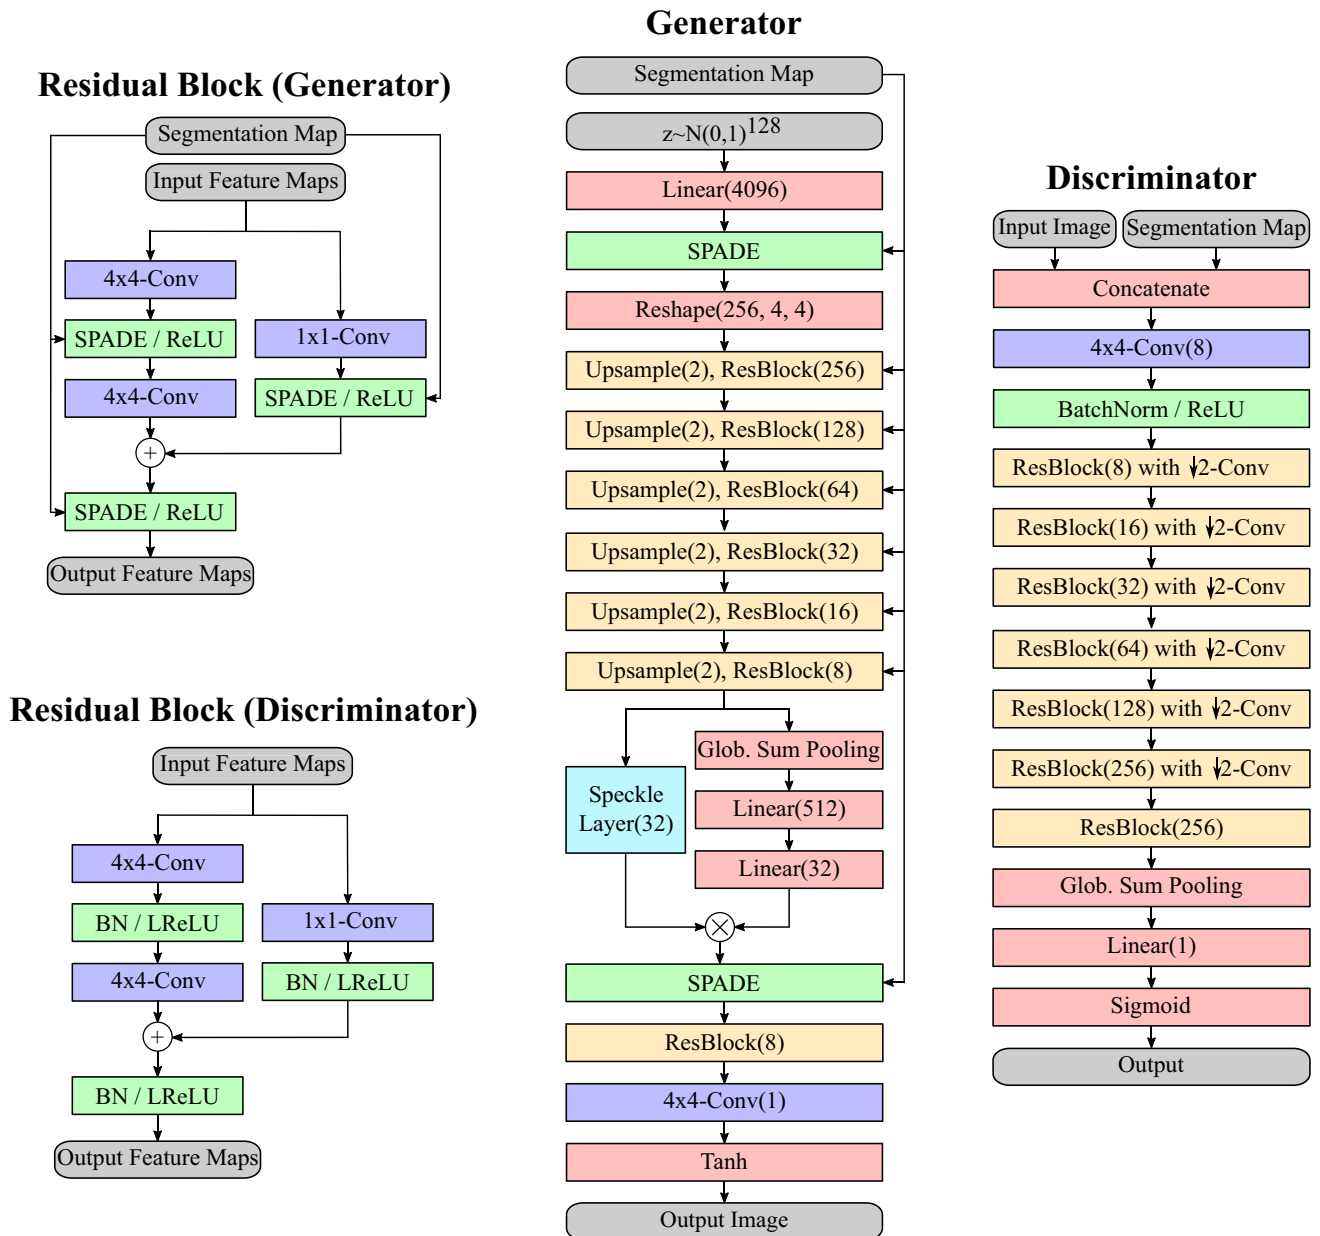 Residual Block (Generator)
Segmentation Map
Input Feature Maps
4x4-Conv
SPADE / ReLU
1x1-Conv
4x4-Conv
SPADE / ReLU
+
SPADE / ReLU
Output Feature Maps
Residual Block (Discriminator)
Input Feature Maps
4x4-Conv
BN / LReLU
1x1-Conv
4x4-Conv
BN / LReLU
+
BN / LReLU
Output Feature Maps
Generator
Segmentation Map
z~N(0,1)128
Linear(4096)
SPADE
Reshape(256, 4, 4)
Upsample(2), ResBlock(256)
Upsample(2), ResBlock(128)
Upsample(2), ResBlock(64)
Upsample(2), ResBlock(32)
Upsample(2), ResBlock(16)
Upsample(2), ResBlock(8)
Speckle
Layer(32)
Glob. Sum Pooling
Linear(512)
Linear(32)
×
SPADE
ResBlock(8)
4x4-Conv(1)
Tanh
Output Image
Discriminator
Input Image
Segmentation Map
Concatenate
4x4-Conv(8)
BatchNorm / ReLU
ResBlock(8) with ↓2-Conv
ResBlock(16) with ↓2-Conv
ResBlock(32) with ↓2-Conv
ResBlock(64) with ↓2-Conv
ResBlock(128) with ↓2-Conv
ResBlock(256) with ↓2-Conv
ResBlock(256)
Glob. Sum Pooling
Linear(1)
Sigmoid
Output